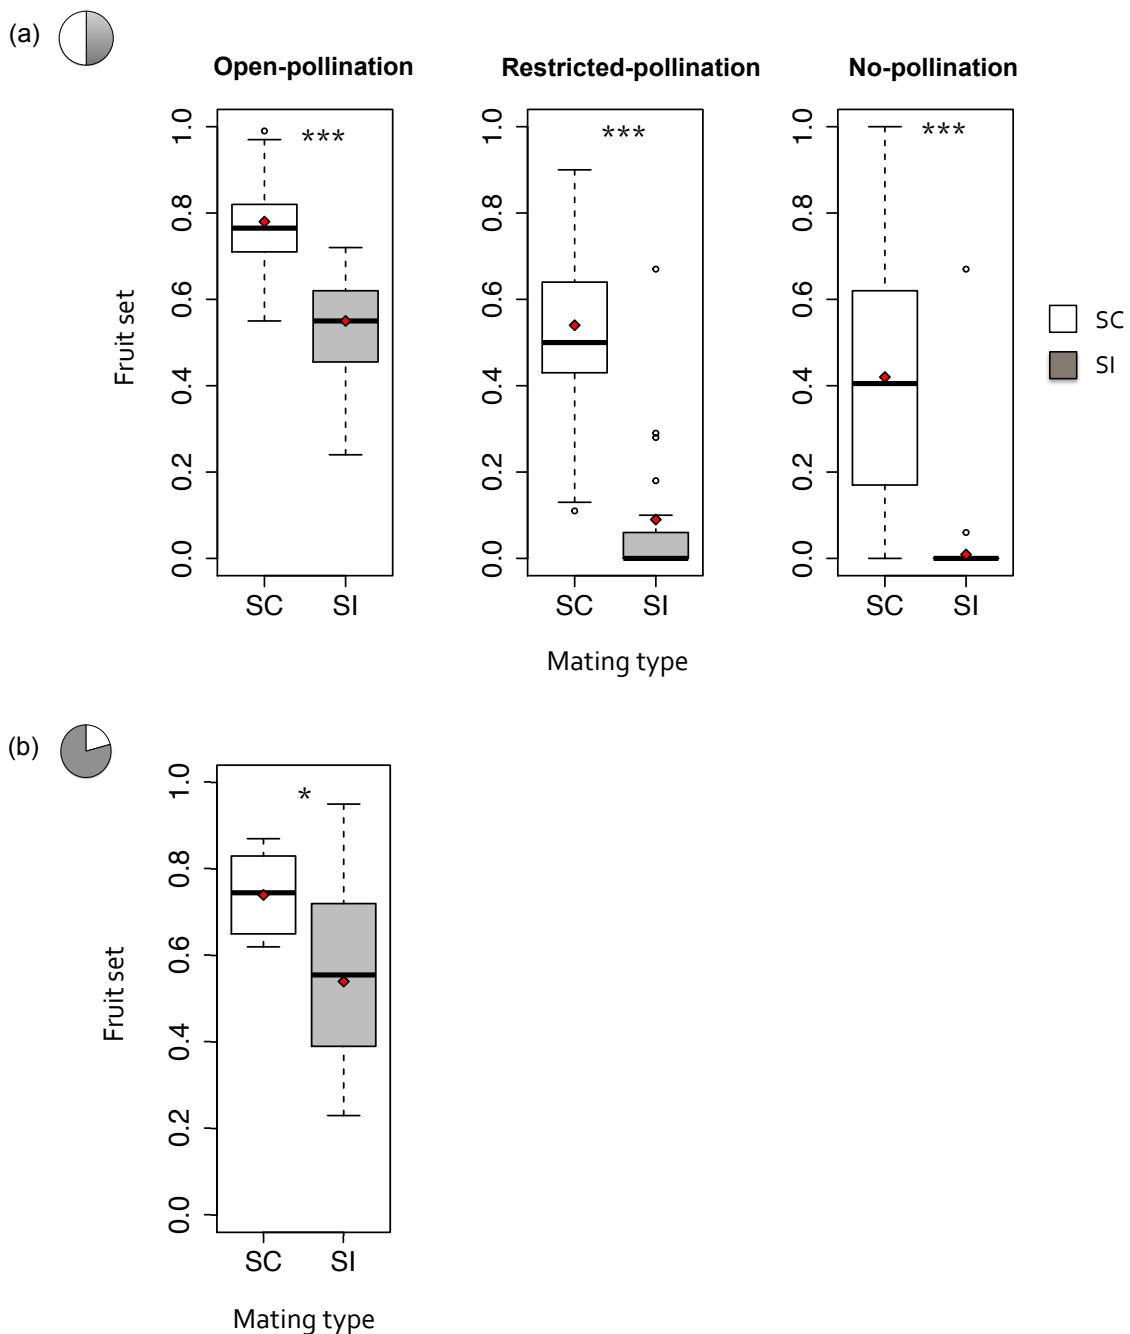 (a)
Open-pollination Restricted-pollination No-pollination
*** *** ***
Fruit set
1.0 1.0 1.0
0.8 0.8 0.8
0.6 0.6 0.6
0.4 0.4 0.4
0.2 0.2 0.2
0.0 0.0 0.0
SC SI SC SI SC SI
Mating type
SC
SI
(b)
*
Fruit set
1.0
0.8
0.6
0.4
0.2
0.0
SC SI
Mating type